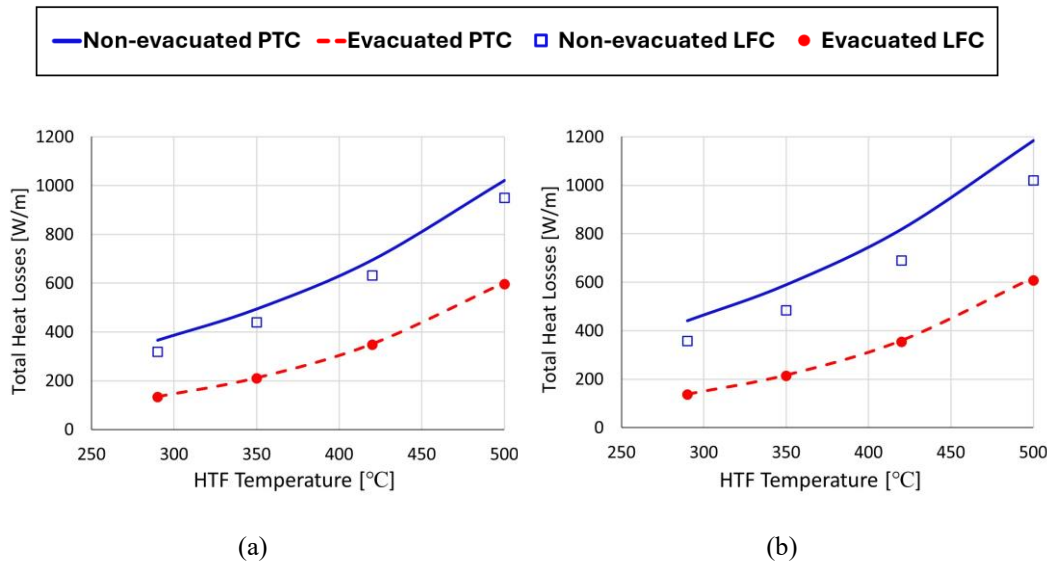 Non-evacuated PTC Evacuated PTC Non-evacuated LFC Evacuated LFC
Total Heat Losses [W/m]
1200
1000
800
600
400
200
0
250 300 350 400 450 500
HTF Temperature [℃]
(a)
Total Heat Losses [W/m]
1200
1000
800
600
400
200
0
250 300 350 400 450 500
HTF Temperature [℃]
(b)